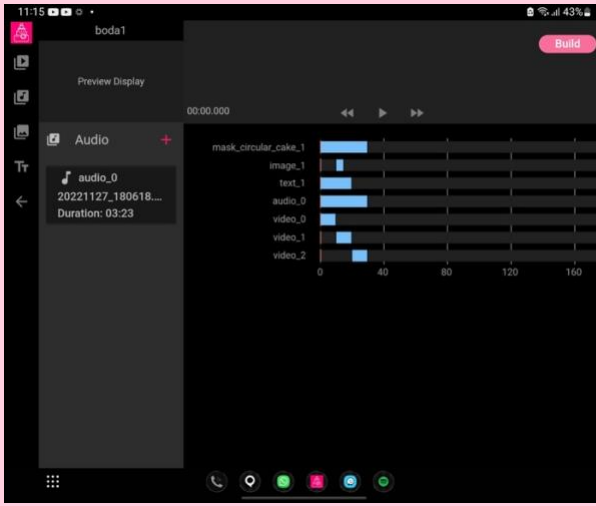 11:15
43%
boda1
Build
Preview Display
00:00.000
Audio
+
audio_0
20221127_180618....
Duration: 03:23
Tт
mask_circular_cake_1
image_1
text_1
audio_0
video_0
video_1
video_2
0 40 80 120 160